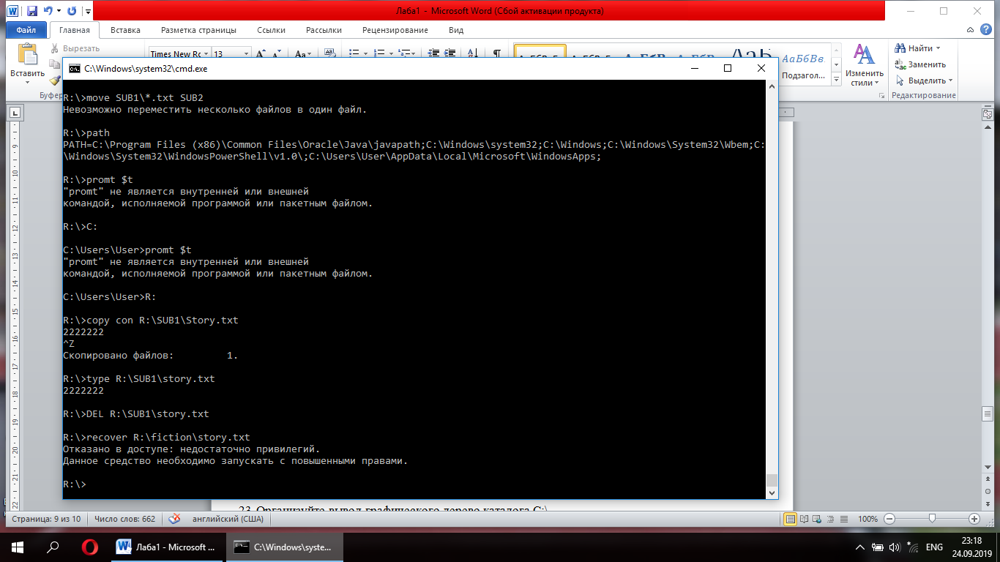 Лаба1 - Microsoft Word (Сбой активации продукта)
Файл Главная Вставка Разметка страницы Ссылки Рассылки Рецензирование Вид
Вставить
Вырезать
Times New Ro 13
Подзагол...
Изменить стили
Найти
Заменить
Выделить
Редактирование
C:\Windows\system32\cmd.exe
R:\>move SUB1\*.txt SUB2
Невозможно переместить несколько файлов в один файл.
R:\>path
PATH=C:\Program Files (x86)\Common Files\Oracle\Java\javapath;C:\Windows\system32;C:\Windows;C:\Windows\System32\Wbem;C:
\Windows\System32\WindowsPowerShell\v1.0\;C:\Users\User\AppData\Local\Microsoft\WindowsApps;
R:\>promt $t
"promt" не является внутренней или внешней
командой, исполняемой программой или пакетным файлом.
R:\>C:
C:\Users\User>promt $t
"promt" не является внутренней или внешней
командой, исполняемой программой или пакетным файлом.
C:\Users\User>R:
R:\>copy con R:\SUB1\Story.txt
2222222
^Z
Скопировано файлов: 1.
R:\>type R:\SUB1\story.txt
2222222
R:\>DEL R:\SUB1\story.txt
R:\>recover R:\fiction\story.txt
Отказано в доступе: недостаточно привилегий.
Данное средство необходимо запускать с повышенными правами.
R:\>
23. Организуйте вывод графического дерево каталога C:\
Страница: 9 из 10 Число слов: 662 английский (США) 100%
Лаба1 - Microsoft ... C:\Windows\syste... ENG 23:18
24.09.2019